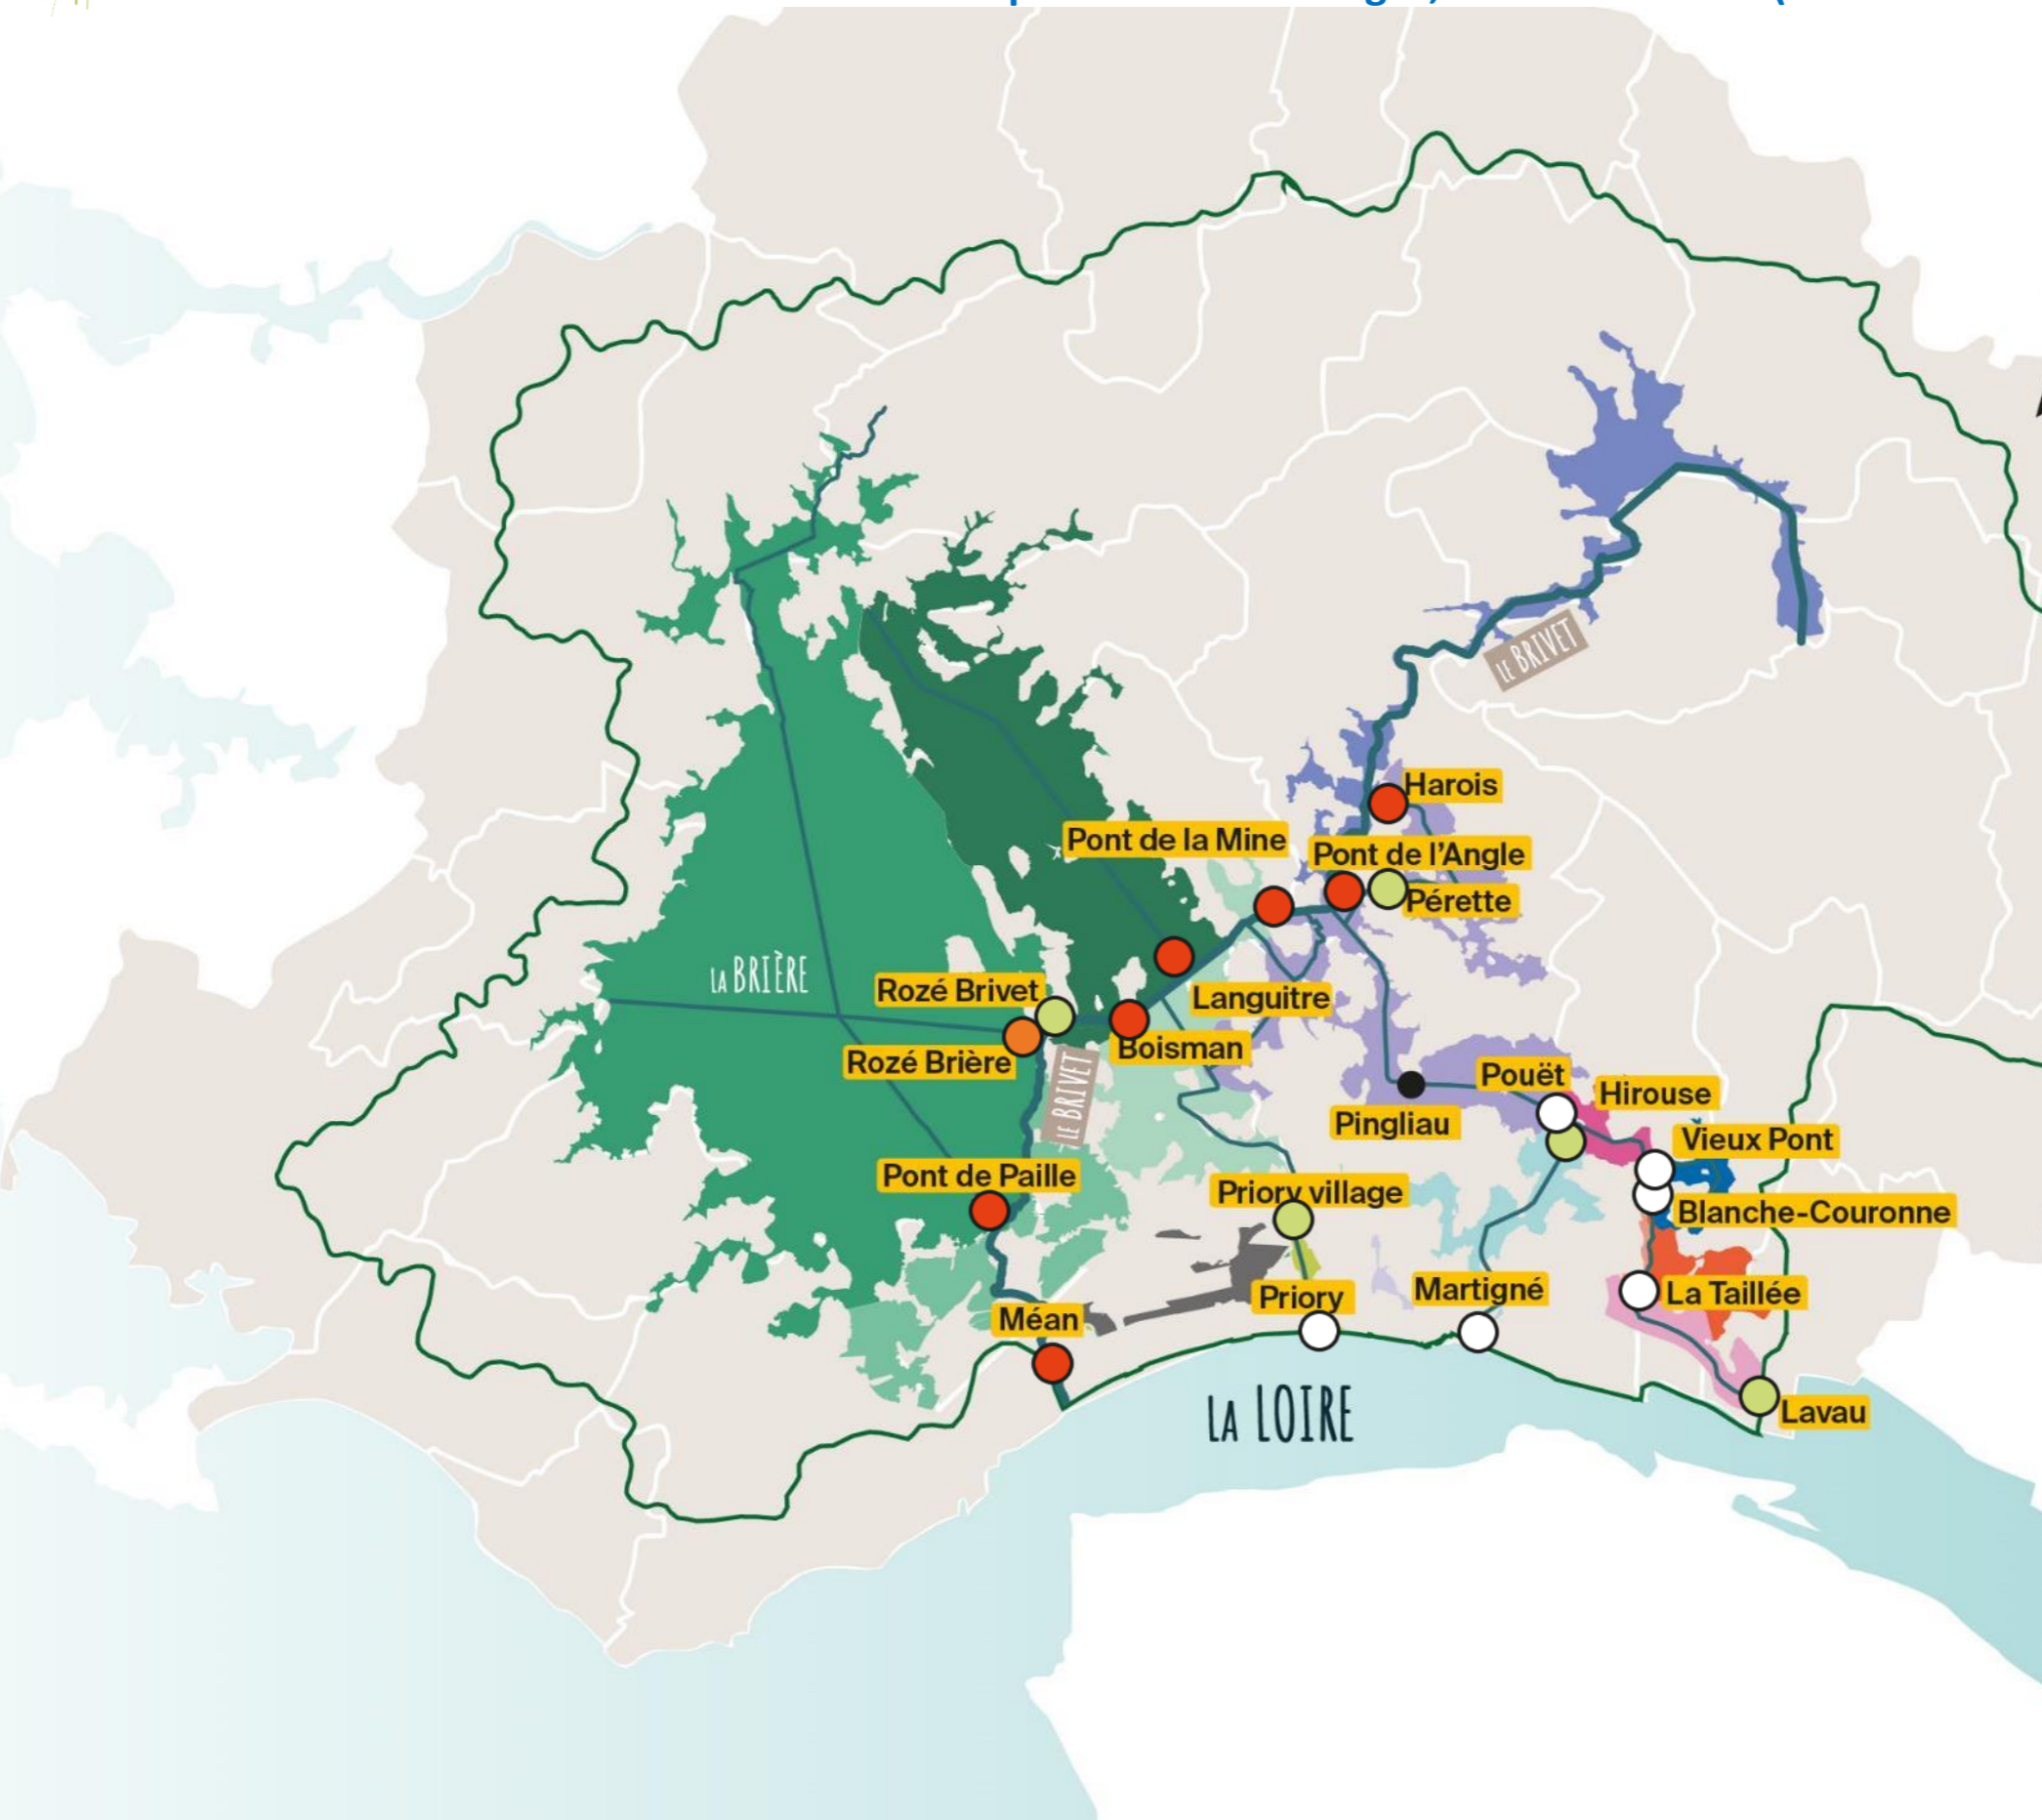 LE BRIVET
Harois
Pont de la Mine
Pont de l'Angle
Pérette
LA BRIÈRE
Rozé Brivet
Languitre
Boisman
Rozé Brière
LE BRIVET
Pouët
Hirouse
Pingliau
Vieux Pont
Pont de Paille
Priory village
Blanche-Couronne
Martigné
La Taillée
Priory
Méan
LA LOIRE
Lavau